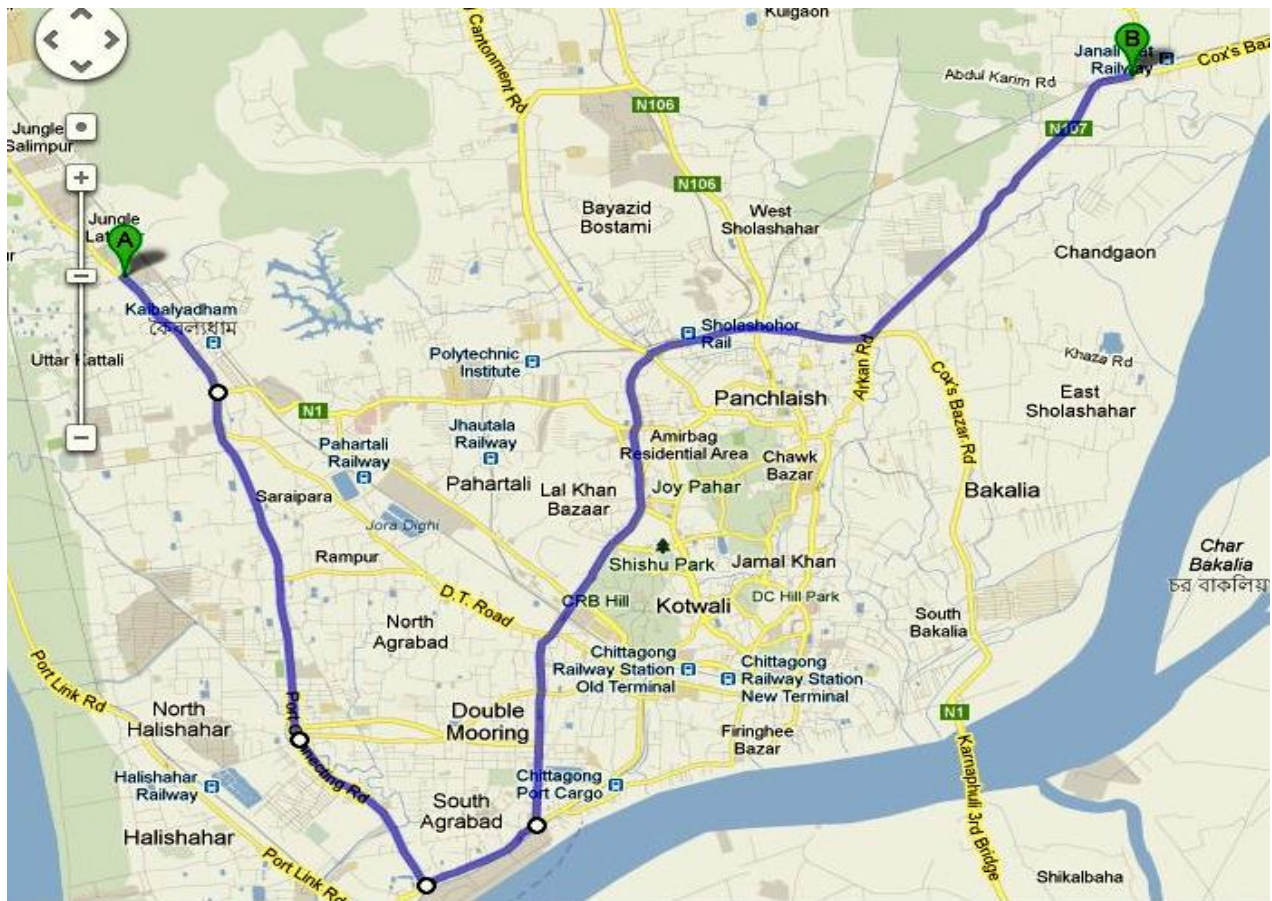 Kulgaon
Cantonment Rd
B
Railway
Cox's Baz
Abdul Karim Rd
N106
N107
Jungle
Salimpur
N106
Bayazid
Bostami
West
Sholashahar
Jungle
A
Chandgaon
Kaibalyadham
কৈবল্যধাম
Sholashohor
Rail
Uttar Kattali
Polytechnic
Institute
Arkan Rd
Khaza Rd
Cox's Bazar Rd
East
Sholashahar
Panchlaish
N1
Jhautala
Railway
Pahartali
Railway
Amirbag
Residential Area
Chawk
Bazar
Pahartali
Lal Khan
Bazaar
Joy Pahar
Bakalia
Saraipara
Jora Dighi
Rampur
Shishu Park
Jamal Khan
Char
Bakalia
চর বাকলিয়
D.T. Road
CRB Hill
Kotwali
DC Hill Park
North
Agrabad
South
Bakalia
Chittagong
Railway Station
Old Terminal
Chittagong
Railway Station
New Terminal
Port Link Rd
North
Halishahar
Double
Mooring
N1
Firinghee
Bazar
Port Connecting Rd
Halishahar
Railway
Chittagong
Port Cargo
South
Agrabad
Karnaphuli 3rd Bridge
Halishahar
Port Link Rd
Shikalbaha